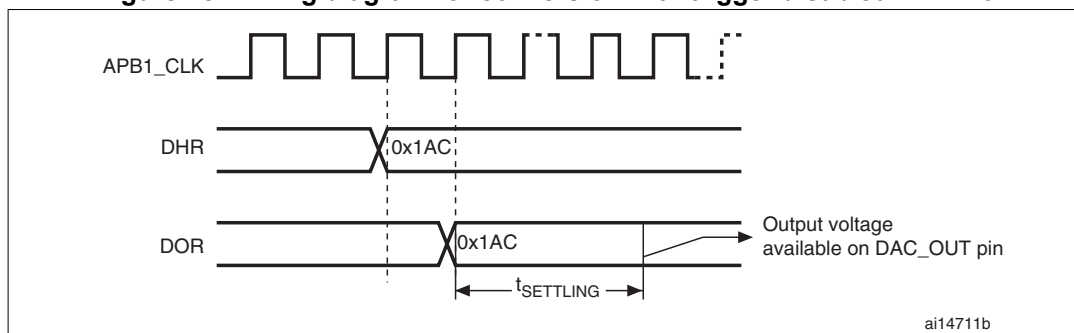 APB1_CLK
DHR
0x1AC
DOR
0x1AC
Output voltage
available on DAC_OUT pin
tSETTLING
ai14711b